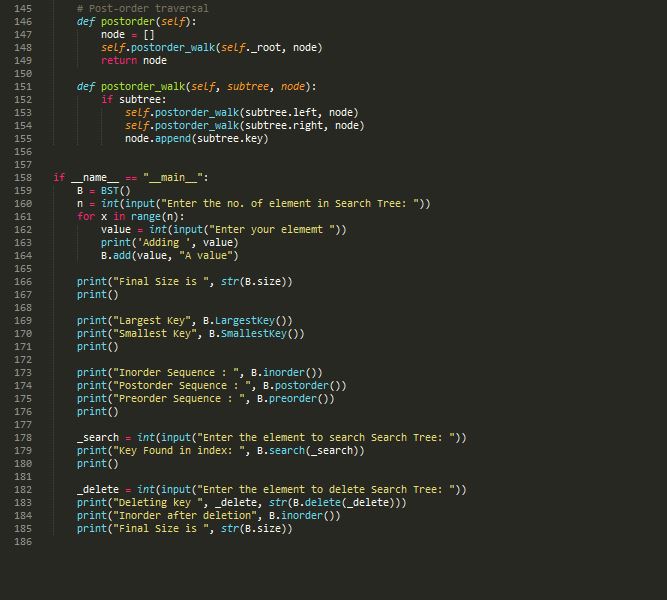 145 # Post-order traversal
146 def postorder(self):
147 node = []
148 self.postorder_walk(self._root, node)
149 return node
150
151 def postorder_walk(self, subtree, node):
152 if subtree:
153 self.postorder_walk(subtree.left, node)
154 self.postorder_walk(subtree.right, node)
155 node.append(subtree.key)
156
157
158 if __name__ == "__main__":
159 B = BST()
160 n = int(input("Enter the no. of element in Search Tree: "))
161 for x in range(n):
162 value = int(input("Enter your elememt "))
163 print('Adding ', value)
164 B.add(value, "A value")
165
166 print("Final Size is ", str(B.size))
167 print()
168
169 print("Largest Key", B.LargestKey())
170 print("Smallest Key", B.SmallestKey())
171 print()
172
173 print("Inorder Sequence : ", B.inorder())
174 print("Postorder Sequence : ", B.postorder())
175 print("Preorder Sequence : ", B.preorder())
176 print()
177
178 _search = int(input("Enter the element to search Search Tree: "))
179 print("Key Found in index: ", B.search(_search))
180 print()
181
182 _delete = int(input("Enter the element to delete Search Tree: "))
183 print("Deleting key ", _delete, str(B.delete(_delete)))
184 print("Inorder after deletion", B.inorder())
185 print("Final Size is ", str(B.size))
186